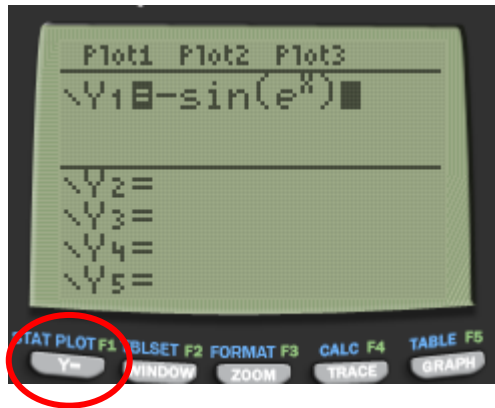 Plot1 Plot2 Plot3
\Y1=-sin(e^X)
\Y2=
\Y3=
\Y4=
\Y5=
STAT PLOT F1 TBLSET F2 FORMAT F3 CALC F4 TABLE F5
Y= WINDOW ZOOM TRACE GRAPH